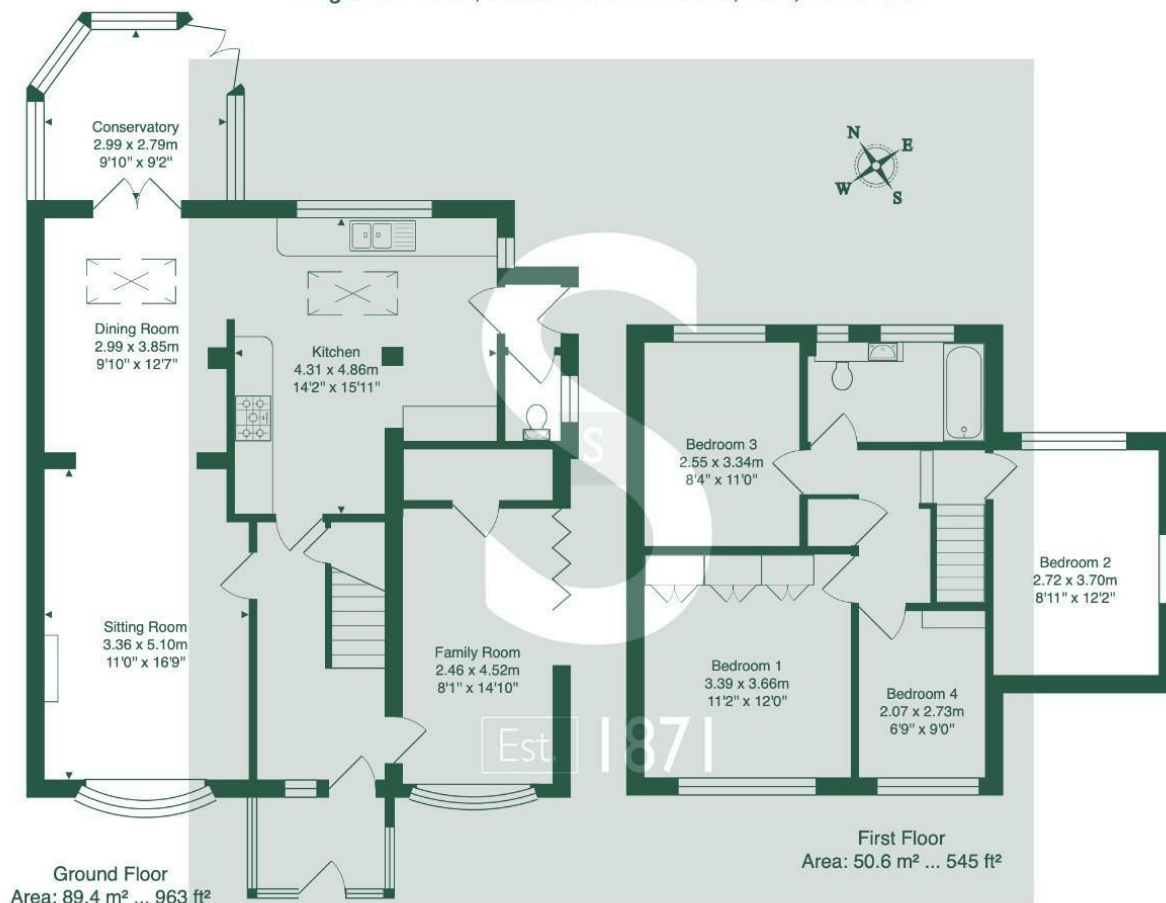 Conservatory
2.99 x 2.79m
9'10" x 9'2"
N
E
W
S
Dining Room
2.99 x 3.85m
9'10" x 12'7"
Kitchen
4.31 x 4.86m
14'2" x 15'11"
S
S
Bedroom 3
2.55 x 3.34m
8'4" x 11'0"
Bedroom 2
2.72 x 3.70m
8'11" x 12'2"
Sitting Room
3.36 x 5.10m
11'0" x 16'9"
Family Room
2.46 x 4.52m
8'1" x 14'10"
Bedroom 1
3.39 x 3.66m
11'2" x 12'0"
Bedroom 4
2.07 x 2.73m
6'9" x 9'0"
Est. 1871
Ground Floor
Area: 89.4 m² ... 963 ft²
First Floor
Area: 50.6 m² ... 545 ft²